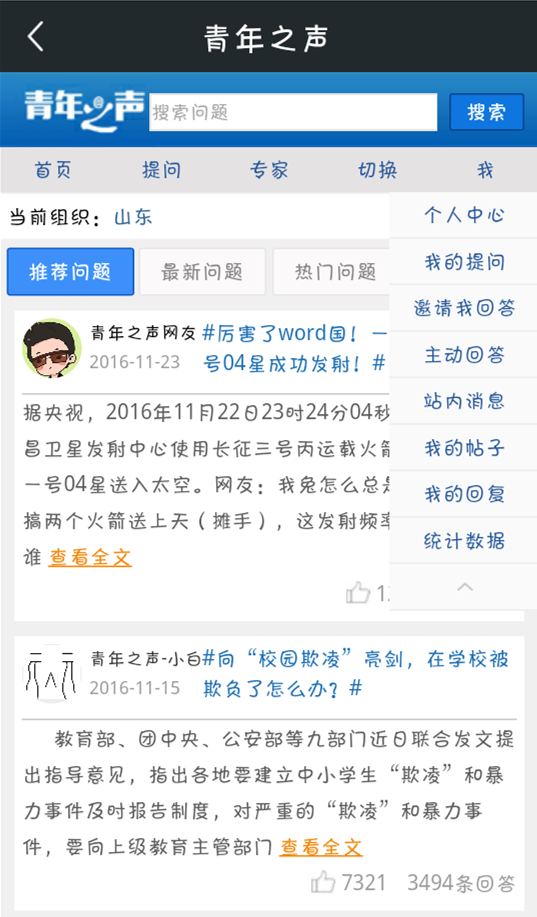 青年之声
青年之声 搜索问题 搜索
首页 提问 专家 切换 我
当前组织：山东
个人中心
我的提问
邀请我回答
主动回答
站内消息
我的帖子
我的回复
统计数据
推荐问题 最新问题 热门问题
青年之声网友 #厉害了word国！一
2016-11-23 号04星成功发射！#
据央视，2016年11月22日23时24分04秒
昌卫星发射中心使用长征三号丙运载火箭
一号04星送入太空。网友：我兔怎么总是
搞两个火箭送上天（摊手），这发射频率
谁 查看全文
青年之声-小白 #向“校园欺凌”亮剑，在学校被
2016-11-15 欺负了怎么办？#
教育部、团中央、公安部等九部门近日联合发文提
出指导意见，指出各地要建立中小学生“欺凌”和暴
力事件及时报告制度，对严重的“欺凌”和暴力事
件，要向上级教育主管部门 查看全文
7321 3494条回答